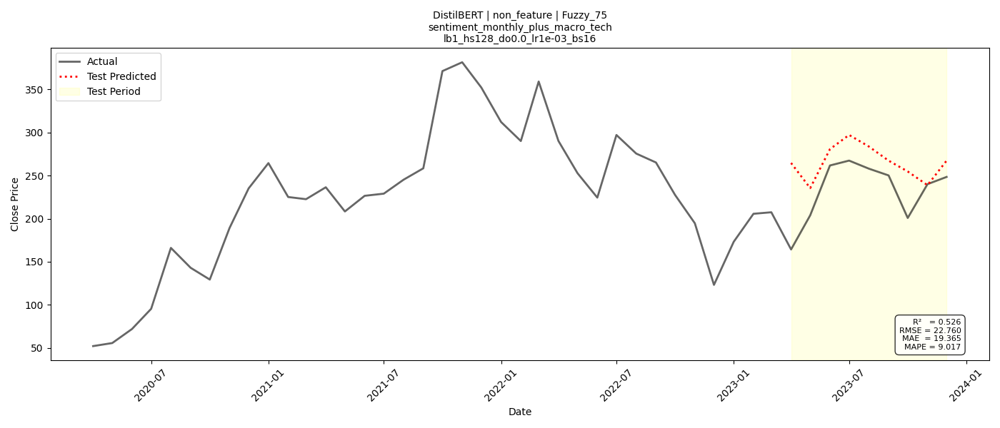 DistilBERT | non_feature | Fuzzy_75
sentiment_monthly_plus_macro_tech
lb1_hs128_do0.0_lr1e-03_bs16
Actual
Test Predicted
Test Period
Close Price
350
300
250
200
150
100
50
R² = 0.526
RMSE = 22.760
MAE = 19.365
MAPE = 9.017
2020-07
2021-01
2021-07
2022-01
2022-07
2023-01
2023-07
2024-01
Date